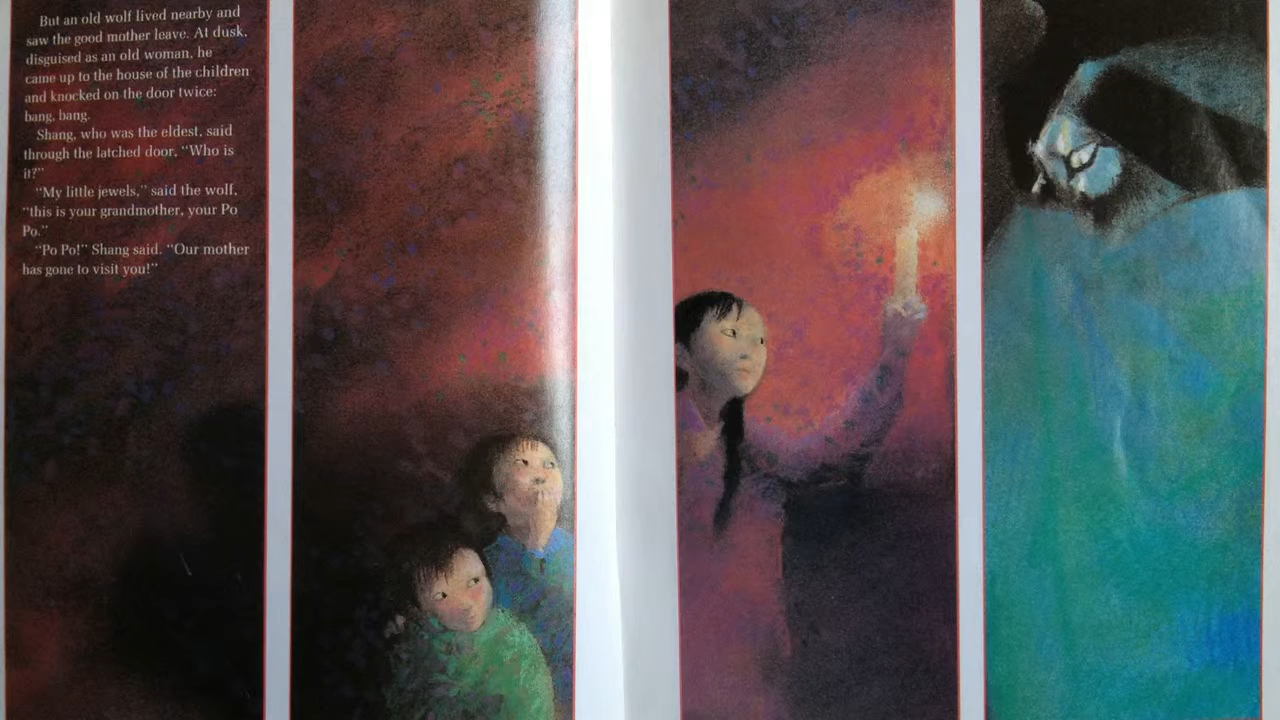 But an old wolf lived nearby and
saw the good mother leave. At dusk,
disguised as an old woman, he
came up to the house of the children
and knocked on the door twice:
bang, bang.
Shang, who was the eldest, said
through the latched door, “Who is
it?”
“My little jewels,” said the wolf,
“this is your grandmother, your Po
Po.”
“Po Po!” Shang said. “Our mother
has gone to visit you!”